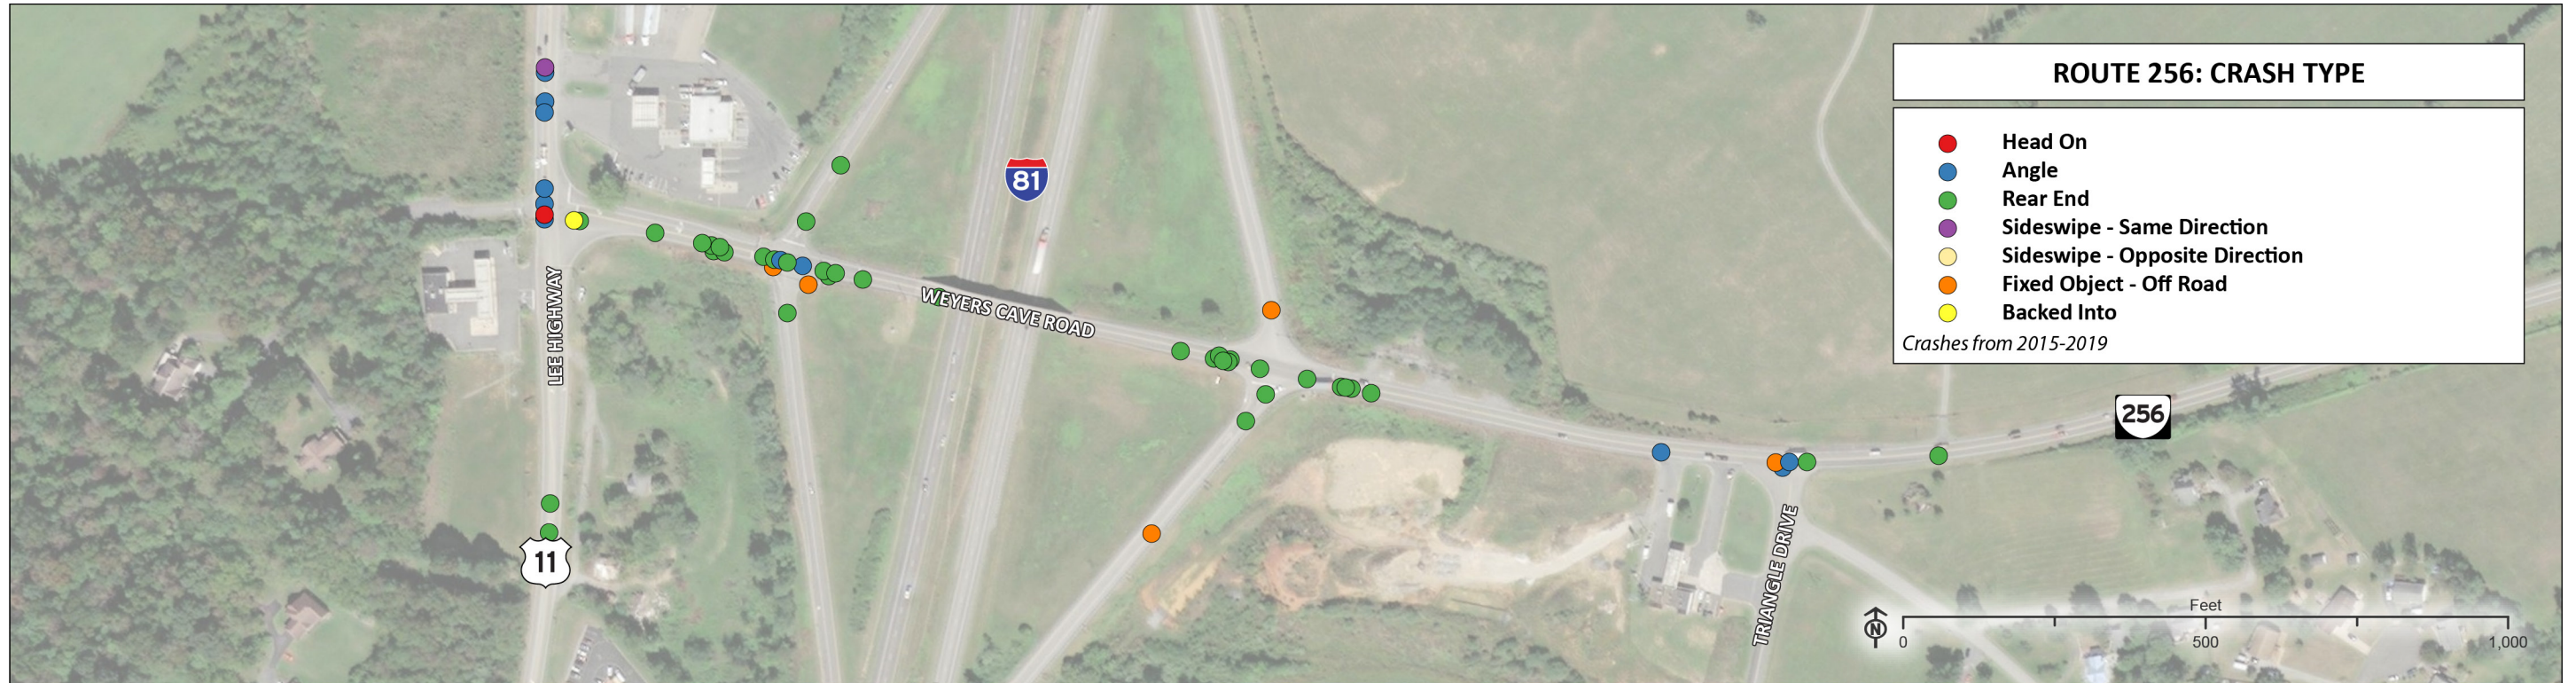 ROUTE 256: CRASH TYPE
Head On
Angle
Rear End
Sideswipe - Same Direction
Sideswipe - Opposite Direction
Fixed Object - Off Road
Backed Into
Crashes from 2015-2019
81
LEE HIGHWAY
WEYERS CAVE ROAD
256
11
TRIANGLE DRIVE
N
Feet
0 500 1,000